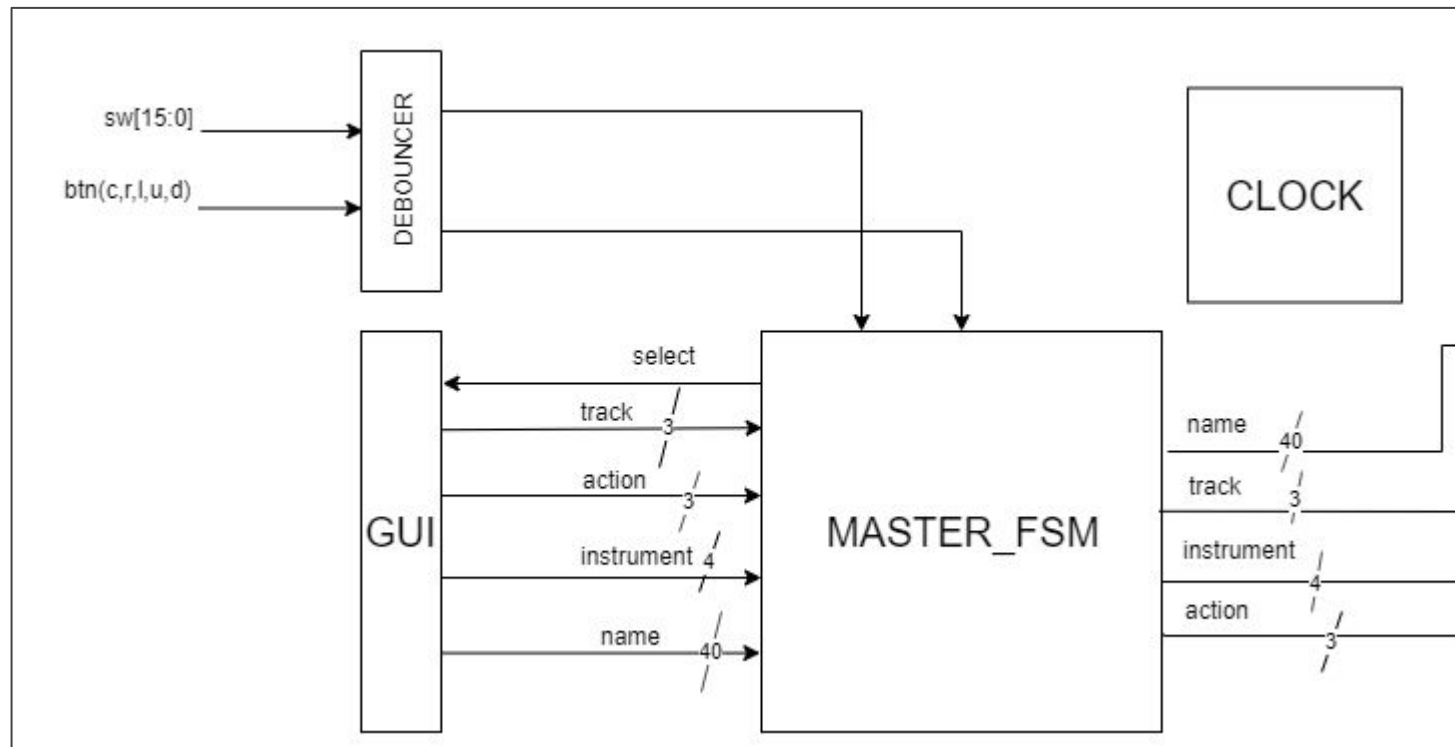 sw[15:0]
btn(c,r,l,u,d)
DEBOUNCER
CLOCK
GUI
select
track
3
action
3
instrument
4
name
40
MASTER_FSM
name
40
track
3
instrument
4
action
3